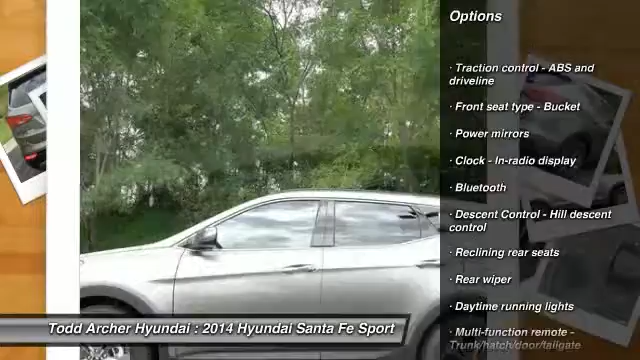 Options
· Traction control - ABS and
driveline
· Front seat type - Bucket
· Power mirrors
· Clock - In-radio display
· Bluetooth
· Descent Control - Hill descent
control
· Reclining rear seats
· Rear wiper
· Daytime running lights
· Multi-function remote -
Trunk/hatch/door/tailgate
Todd Archer Hyundai : 2014 Hyundai Santa Fe Sport